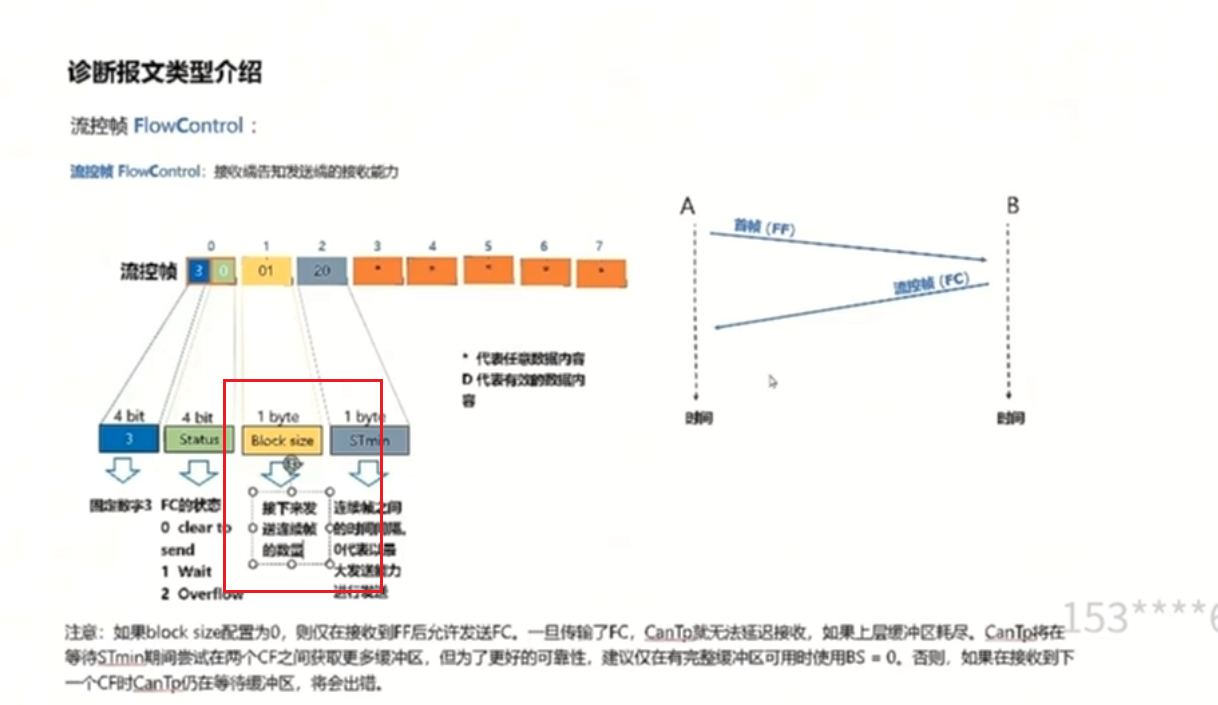 诊断报文类型介绍
流控帧 FlowControl：
流控帧 FlowControl：接收端告知发送端的接收能力
A
B
首帧 (FF)
流控帧 (FC)
时间
时间
0 1 2 3 4 5 6 7
流控帧 3 0 01 20 * * * * *
* 代表任意数据内容
D 代表有效的数据内
容
4 bit 4 bit 1 byte 1 byte
3 Status Block size STmin
固定数字3
FC的状态
0 clear to
send
1 Wait
2 Overflow
接下来发
送连续帧
的数量
连续帧之间
的时间间隔,
0代表以最
大发送能力
进行发送
注意：如果block size配置为0，则仅在接收到FF后允许发送FC。一旦传输了FC，CanTp就无法延迟接收，如果上层缓冲区耗尽。CanTp将在
等待STmin期间尝试在两个CF之间获取更多缓冲区，但为了更好的可靠性，建议仅在有完整缓冲区可用时使用BS = 0。否则，如果在接收到下
一个CF时CanTp仍在等待缓冲区，将会出错。
153****6